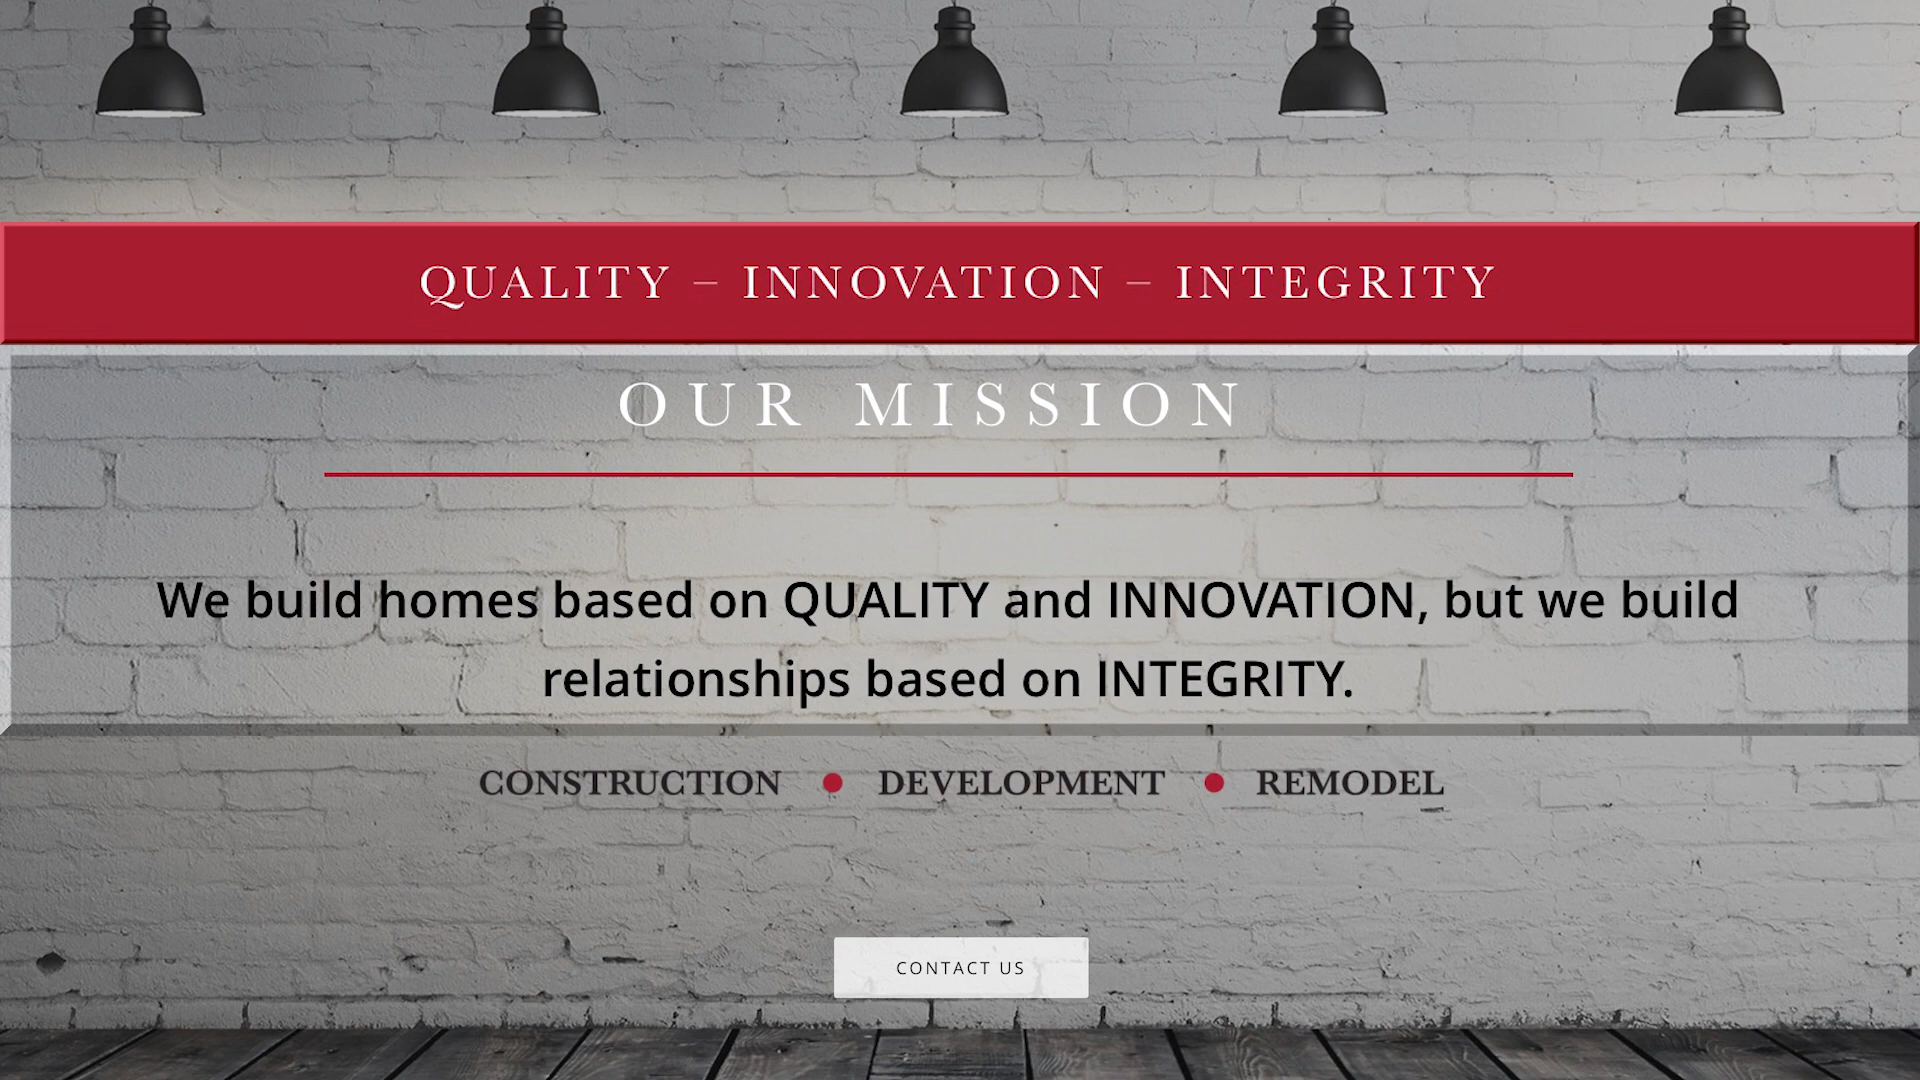 QUALITY – INNOVATION – INTEGRITY
OUR MISSION
We build homes based on QUALITY and INNOVATION, but we build
relationships based on INTEGRITY.
CONSTRUCTION ● DEVELOPMENT ● REMODEL
CONTACT US